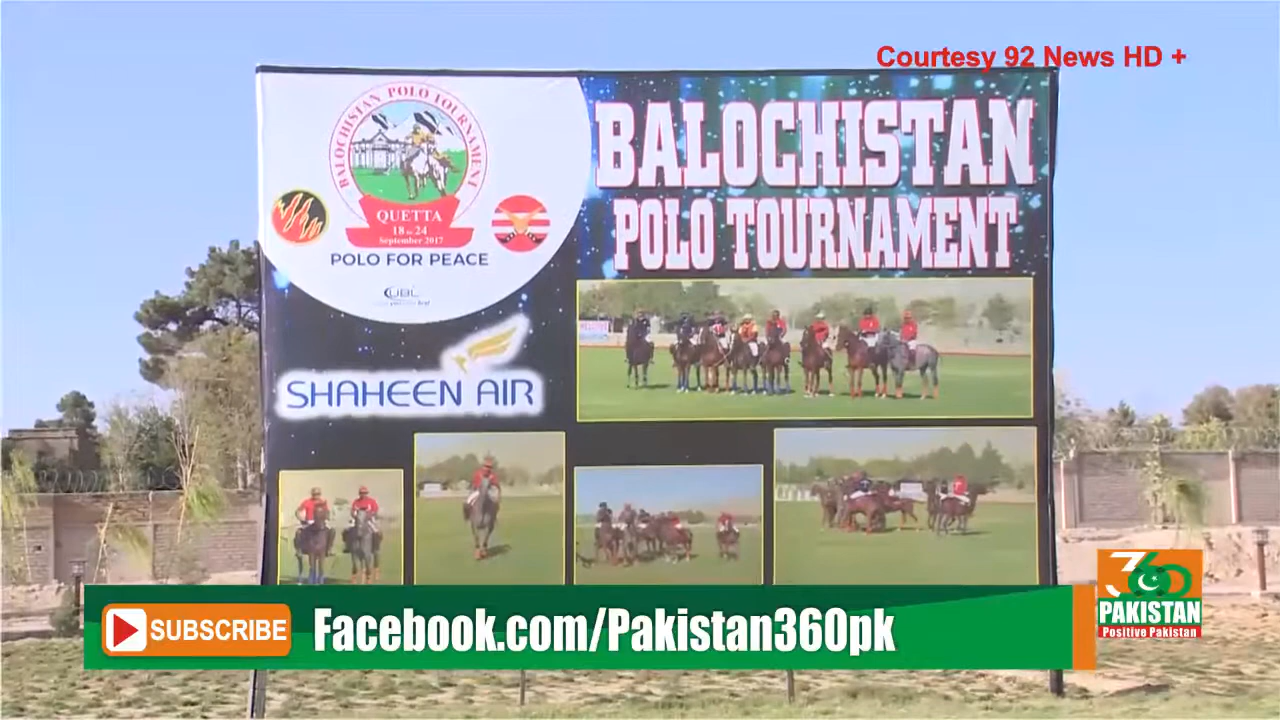 Courtesy 92 News HD +
BALOCHISTAN POLO TOURNAMENT
QUETTA
18 to 24
September 2017
POLO FOR PEACE
UBL
BALOCHISTAN
POLO TOURNAMENT
SHAHEEN AIR
SUBSCRIBE
Facebook.com/Pakistan360pk
360
PAKISTAN
Positive Pakistan